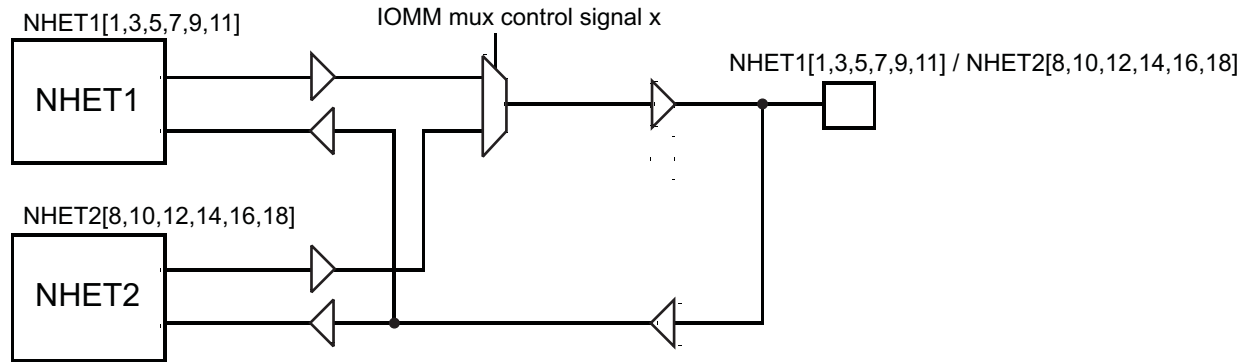 NHET1[1,3,5,7,9,11]
IOMM mux control signal x
NHET1[1,3,5,7,9,11] / NHET2[8,10,12,14,16,18]
NHET1
NHET2[8,10,12,14,16,18]
NHET2